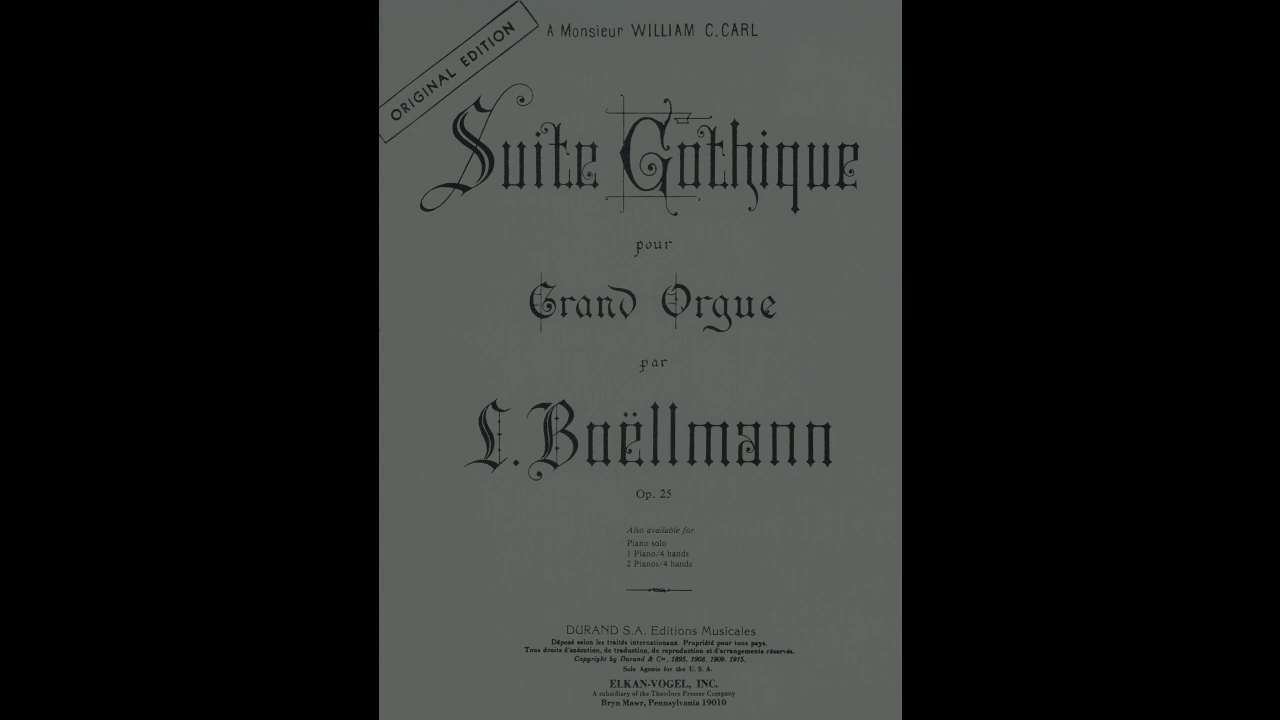 A Monsieur WILLIAM C. CARL
ORIGINAL EDITION
Suite Gothique
pour
Grand Orgue
par
L. Boëllmann
Op. 25
Also available for
Piano solo
1 Piano/4 hands
2 Pianos/4 hands
DURAND S.A. Editions Musicales
Déposé selon les traités internationaux. Propriété pour tous pays.
Tous droits d'exécution, de traduction, de reproduction et d'arrangements réservés.
Copyright by Durand & Cie, 1895, 1908, 1909, 1915.
Sole Agents for the U. S. A.
ELKAN-VOGEL, INC.
A subsidiary of the Theodore Presser Company
Bryn Mawr, Pennsylvania 19010